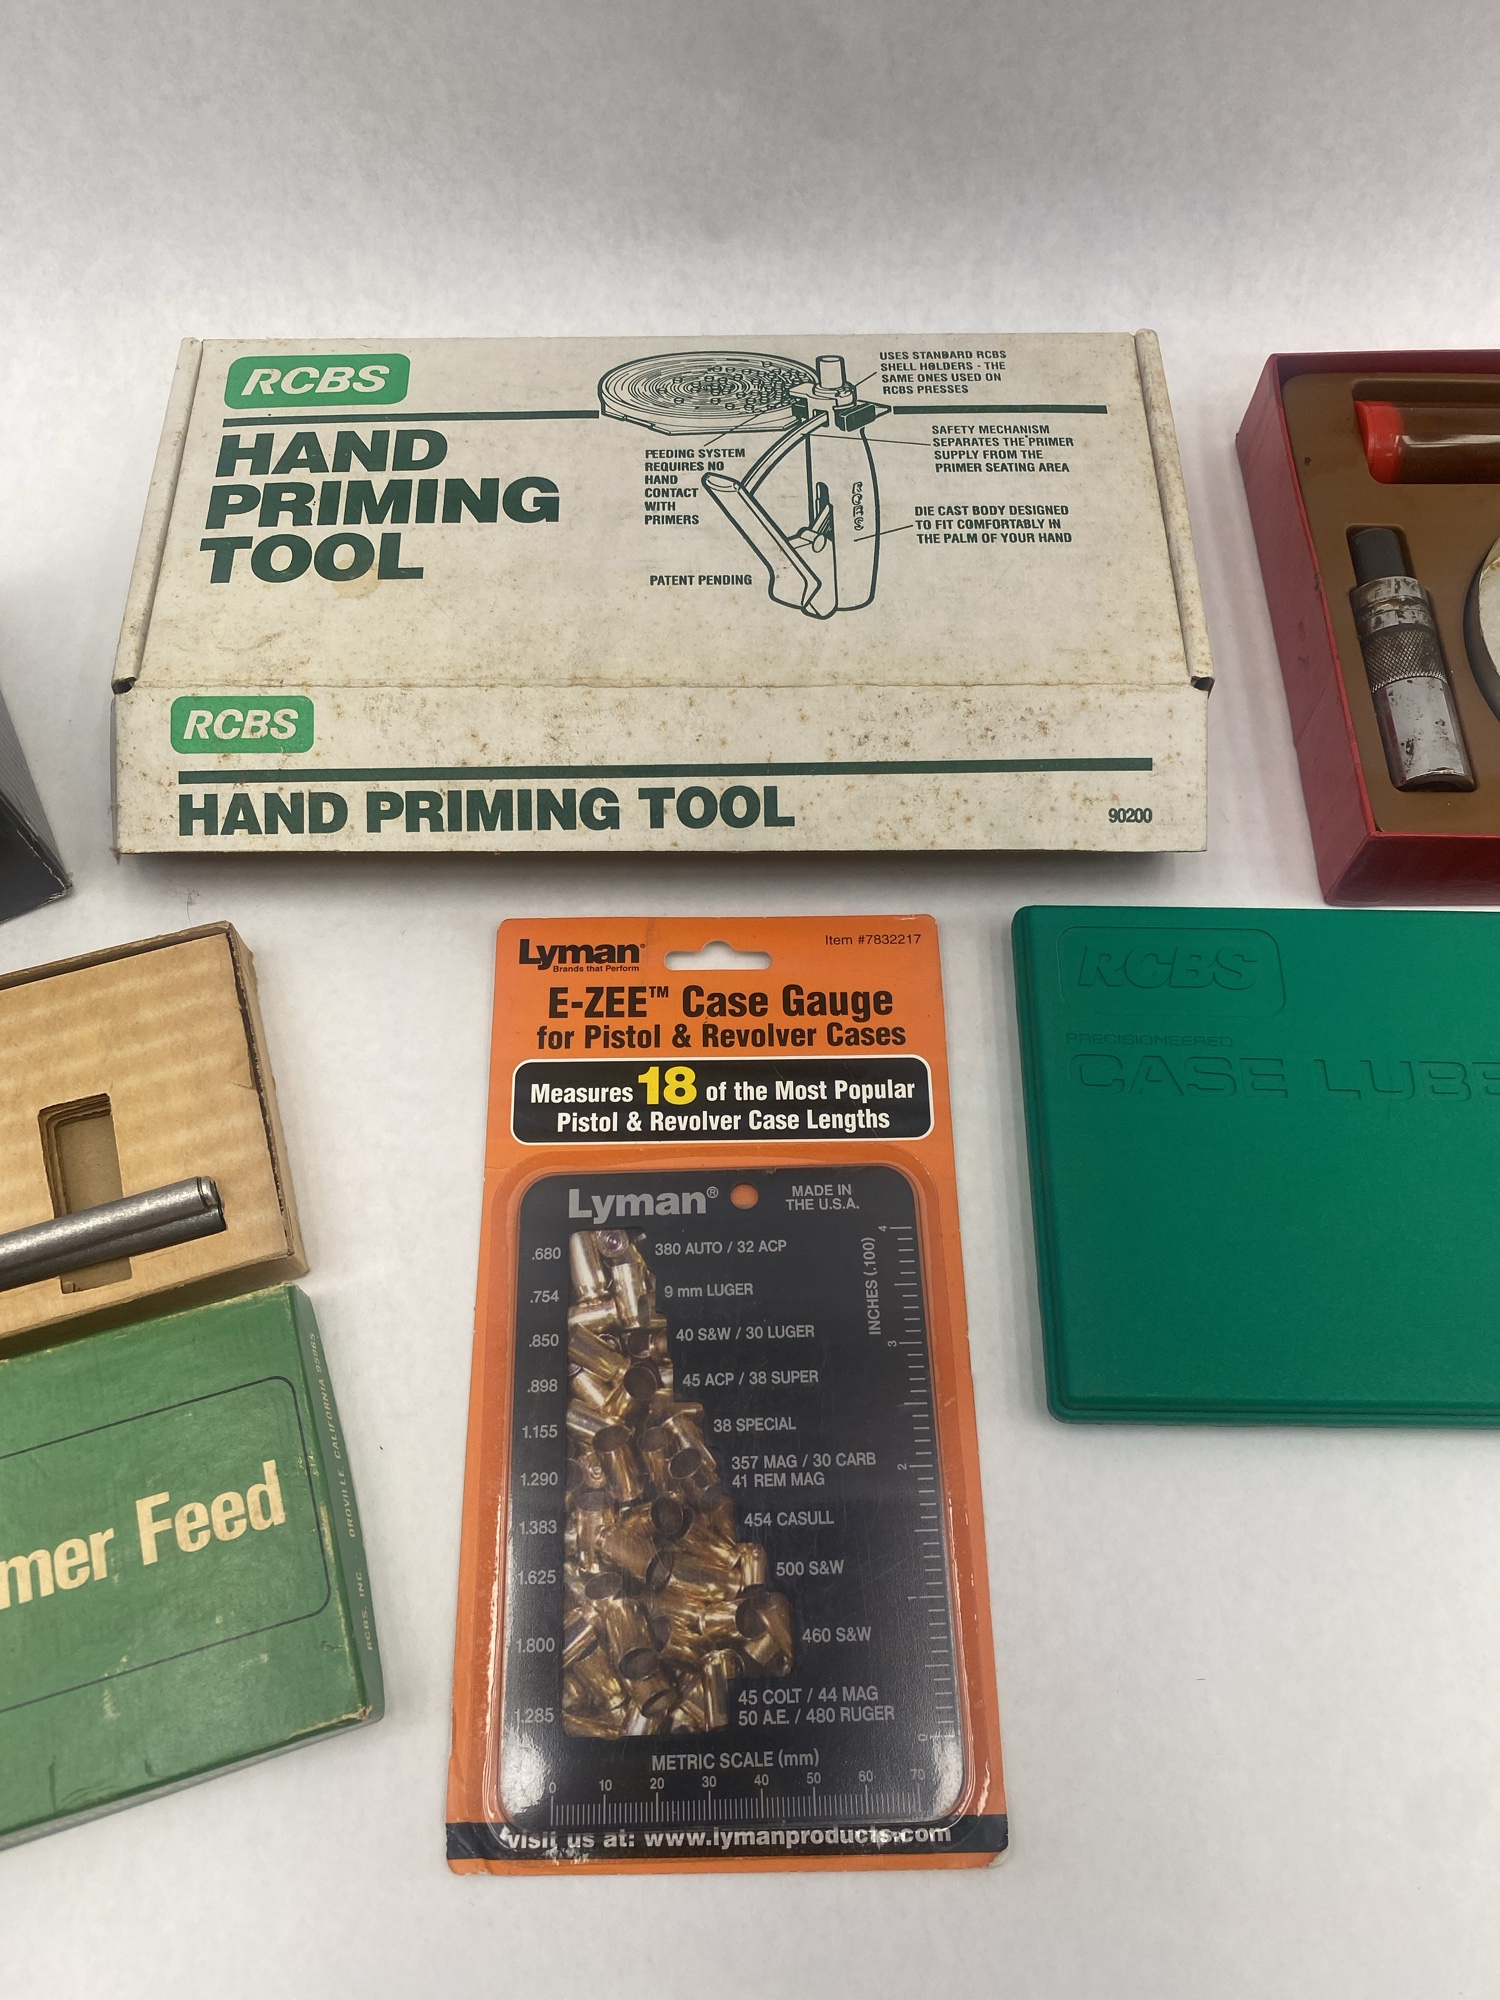 RCBS
HAND
PRIMING
TOOL
USES STANDARD RCBS
SHELL HOLDERS - THE
SAME ONES USED ON
RCBS PRESSES
FEEDING SYSTEM
REQUIRES NO
HAND
CONTACT
WITH
PRIMERS
SAFETY MECHANISM
SEPARATES THE PRIMER
SUPPLY FROM THE
PRIMER SEATING AREA
RCBS
DIE CAST BODY DESIGNED
TO FIT COMFORTABLY IN
THE PALM OF YOUR HAND
PATENT PENDING
RCBS
HAND PRIMING TOOL
90200
Lyman®
Brands that Perform
Item #7832217
E-ZEE™ Case Gauge
for Pistol & Revolver Cases
Measures 18 of the Most Popular
Pistol & Revolver Case Lengths
Lyman®
MADE IN
THE U.S.A.
.680 380 AUTO / 32 ACP
.754 9 mm LUGER
.850 40 S&W / 30 LUGER
.898 45 ACP / 38 SUPER
1.155 38 SPECIAL
1.290 357 MAG / 30 CARB
41 REM MAG
1.383 454 CASULL
1.625 500 S&W
1.800 460 S&W
1.285 45 COLT / 44 MAG
50 A.E. / 480 RUGER
INCHES (.100)
4
3
2
1
0
METRIC SCALE (mm)
0 10 20 30 40 50 60 70
visit us at: www.lymanproducts.com
RCBS
PRECISIONEERED
CASE LUBE
mer Feed
RCBS, INC. OROVILLE, CALIFORNIA 95965